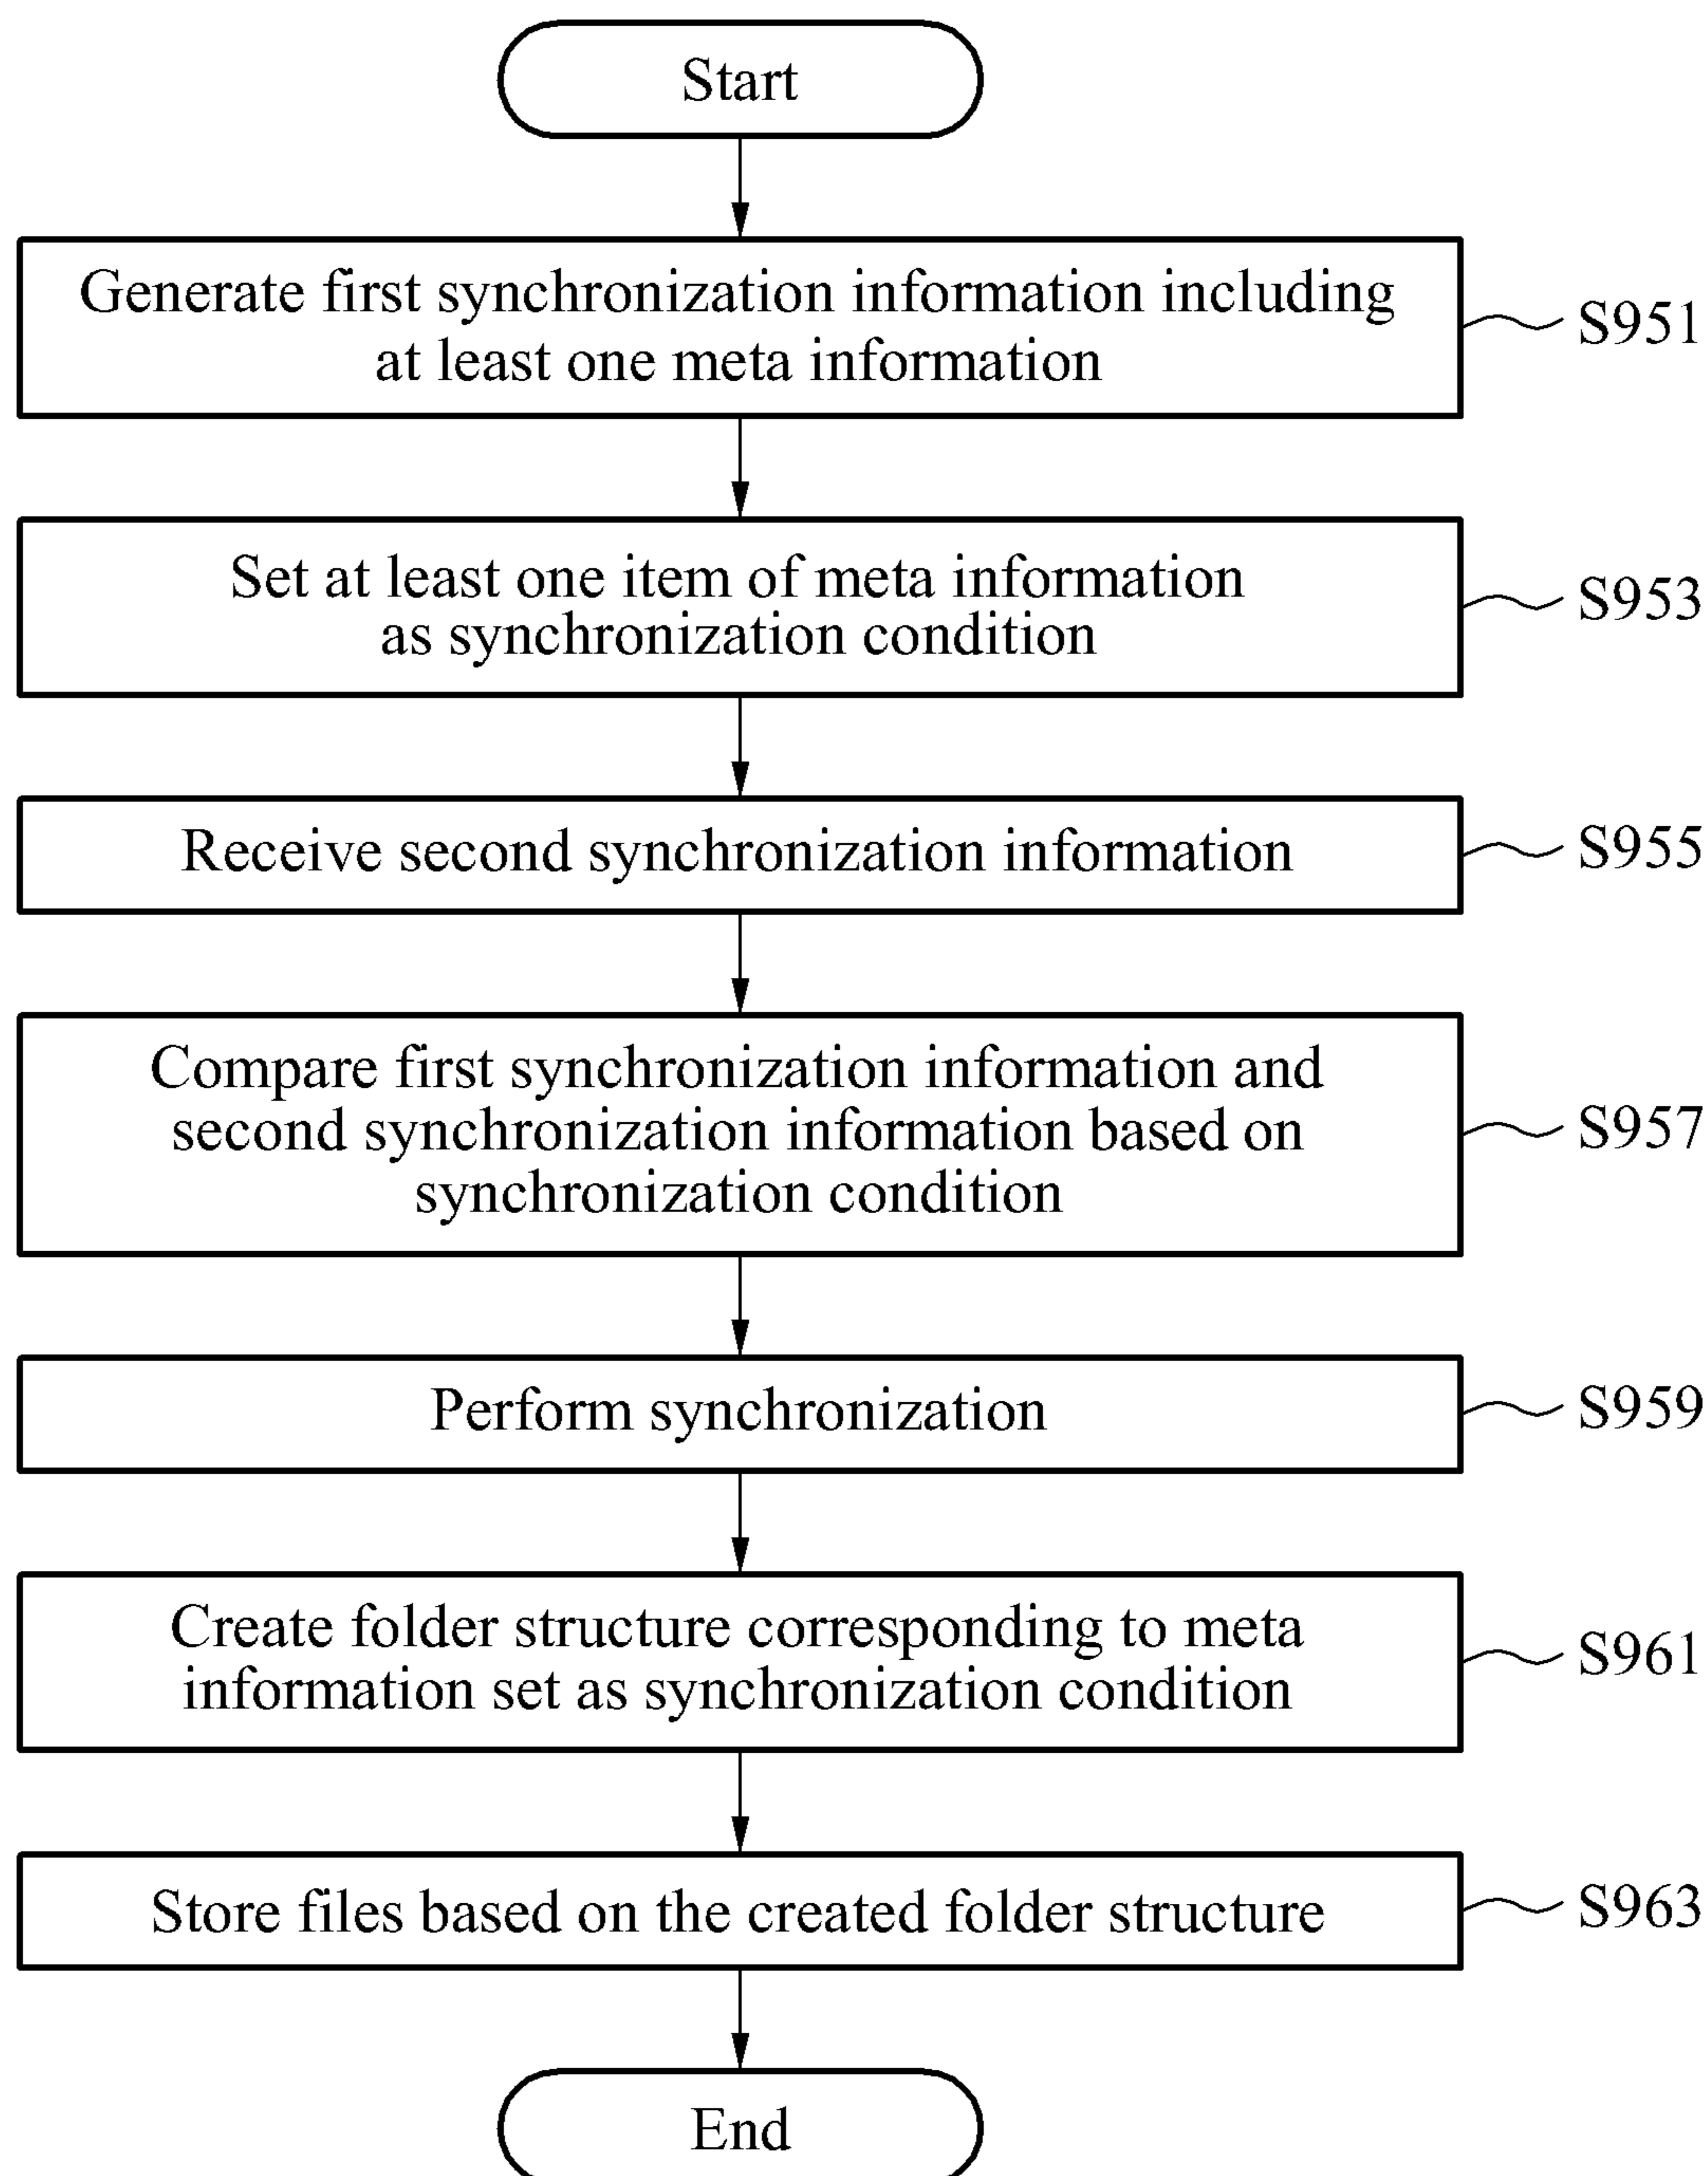 Start
Generate first synchronization information including
at least one meta information
S951
Set at least one item of meta information
as synchronization condition
S953
Receive second synchronization information
S955
Compare first synchronization information and
second synchronization information based on
synchronization condition
S957
Perform synchronization
S959
Create folder structure corresponding to meta
information set as synchronization condition
S961
Store files based on the created folder structure
S963
End